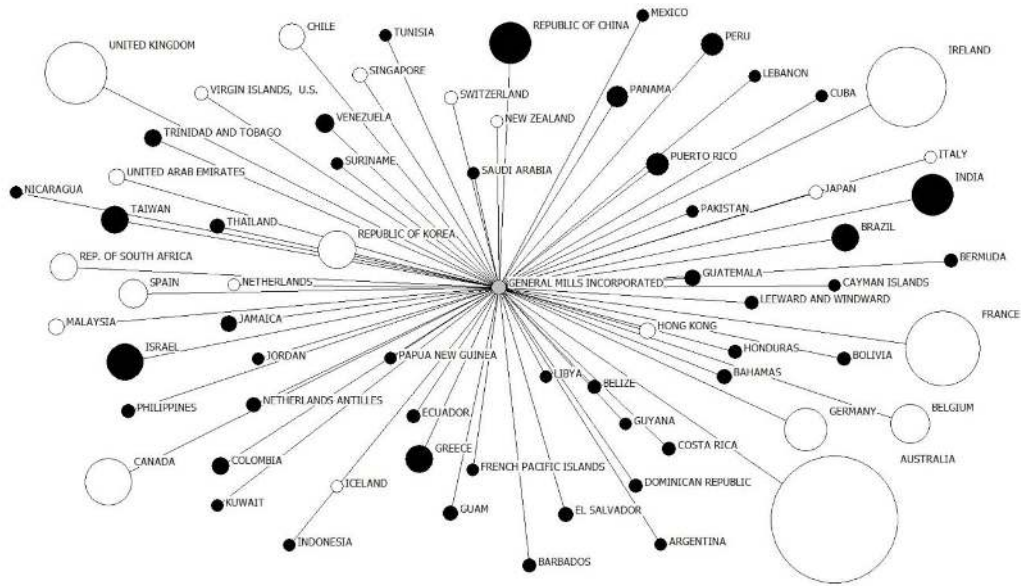 MEXICO
CHILE
REPUBLIC OF CHINA
TUNISIA
PERU
UNITED KINGDOM
IRELAND
SINGAPORE
LEBANON
VIRGIN ISLANDS, U.S.
SWITZERLAND
PANAMA
CUBA
VENEZUELA
NEW ZEALAND
TRINIDAD AND TOBAGO
ITALY
SURINAME
PUERTO RICO
SAUDI ARABIA
UNITED ARAB EMIRATES
INDIA
NICARAGUA
JAPAN
TAIWAN
PAKISTAN
THAILAND
BRAZIL
REPUBLIC OF KOREA
REP. OF SOUTH AFRICA
BERMUDA
GUATEMALA
SPAIN
NETHERLANDS
GENERAL MILLS INCORPORATED
CAYMAN ISLANDS
LEEWARD AND WINDWARD
FRANCE
MALAYSIA
JAMAICA
HONG KONG
ISRAEL
HONDURAS
JORDAN
PAPUA NEW GUINEA
BOLIVIA
LIBYA
BAHAMAS
BELIZE
NETHERLANDS ANTILLES
PHILIPPINES
ECUADOR
GERMANY
BELGIUM
GUYANA
COSTA RICA
GREECE
AUSTRALIA
CANADA
COLOMBIA
FRENCH PACIFIC ISLANDS
ICELAND
DOMINICAN REPUBLIC
KUWAIT
GUAM
EL SALVADOR
INDONESIA
ARGENTINA
BARBADOS